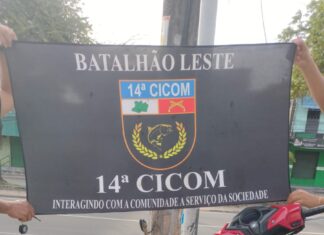 BATALHÃO LESTE
14ª CICOM
14ª CICOM
INTERAGINDO COM A COMUNIDADE A SERVIÇO DA SOCIEDADE